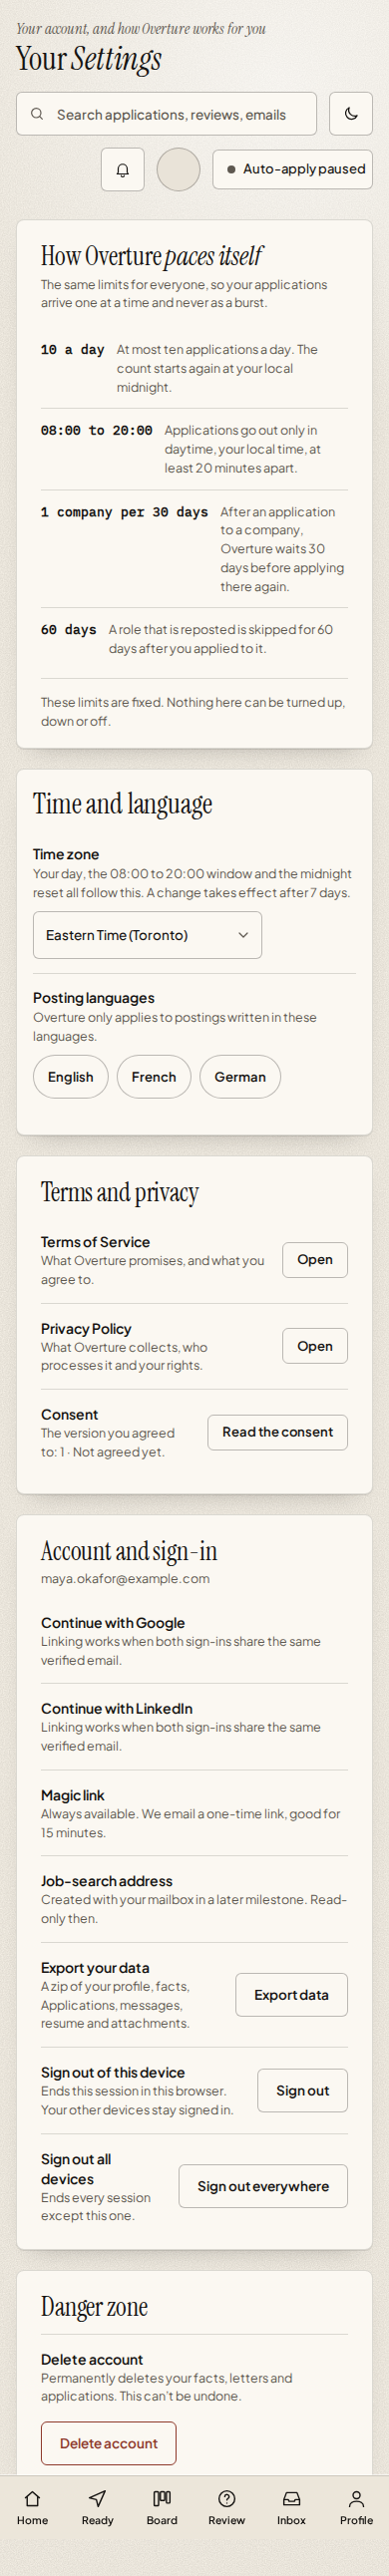 Your account, and how Overture works for you
Your Settings
Search applications, reviews, emails
Auto-apply paused
How Overture paces itself
The same limits for everyone, so your applications
arrive one at a time and never as a burst.
10 a day
At most ten applications a day. The
count starts again at your local
midnight.
08:00 to 20:00
Applications go out only in
daytime, your local time, at
least 20 minutes apart.
1 company per 30 days
After an application
to a company,
Overture waits 30
days before applying
there again.
60 days
A role that is reposted is skipped for 60
days after you applied to it.
These limits are fixed. Nothing here can be turned up,
down or off.
Time and language
Time zone
Your day, the 08:00 to 20:00 window and the midnight
reset all follow this. A change takes effect after 7 days.
Eastern Time (Toronto)
Posting languages
Overture only applies to postings written in these
languages.
English
French
German
Terms and privacy
Terms of Service
What Overture promises, and what you
agree to.
Open
Privacy Policy
What Overture collects, who
processes it and your rights.
Open
Consent
The version you agreed
to: 1 · Not agreed yet.
Read the consent
Account and sign-in
maya.okafor@example.com
Continue with Google
Linking works when both sign-ins share the same
verified email.
Continue with LinkedIn
Linking works when both sign-ins share the same
verified email.
Magic link
Always available. We email a one-time link, good for
15 minutes.
Job-search address
Created with your mailbox in a later milestone. Read-
only then.
Export your data
A zip of your profile, facts,
Applications, messages,
resume and attachments.
Export data
Sign out of this device
Ends this session in this browser.
Your other devices stay signed in.
Sign out
Sign out all
devices
Ends every session
except this one.
Sign out everywhere
Danger zone
Delete account
Permanently deletes your facts, letters and
applications. This can't be undone.
Delete account
Home
Ready
Board
Review
Inbox
Profile